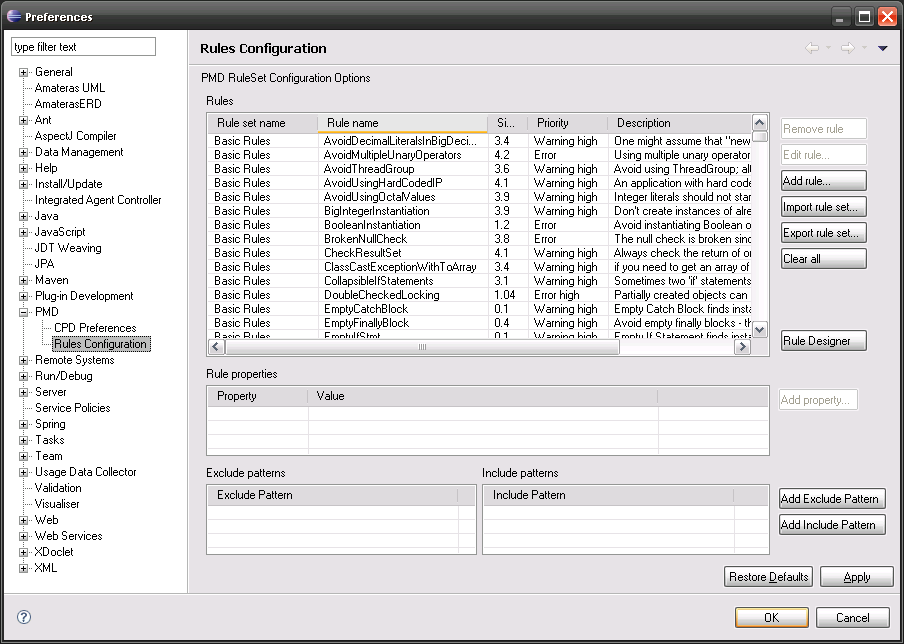 Preferences
type filter text
General
Amateras UML
AmaterasERD
Ant
AspectJ Compiler
Data Management
Help
Install/Update
Integrated Agent Controller
Java
JavaScript
JDT Weaving
JPA
Maven
Plug-in Development
PMD
CPD Preferences
Rules Configuration
Remote Systems
Run/Debug
Server
Service Policies
Spring
Tasks
Team
Usage Data Collector
Validation
Visualiser
Web
Web Services
XDoclet
XML
Rules Configuration
PMD RuleSet Configuration Options
Rules
Rule set name Rule name Si... Priority Description
Basic Rules AvoidDecimalLiteralsInBigDeci... 3.4 Warning high One might assume that "new
Basic Rules AvoidMultipleUnaryOperators 4.2 Error Using multiple unary operator
Basic Rules AvoidThreadGroup 3.6 Warning high Avoid using ThreadGroup; al
Basic Rules AvoidUsingHardCodedIP 4.1 Warning high An application with hard code
Basic Rules AvoidUsingOctalValues 3.9 Warning high Integer literals should not star
Basic Rules BigIntegerInstantiation 3.9 Warning high Don't create instances of alre
Basic Rules BooleanInstantiation 1.2 Error Avoid instantiating Boolean o
Basic Rules BrokenNullCheck 3.8 Error The null check is broken sinc
Basic Rules CheckResultSet 4.1 Warning high Always check the return of or
Basic Rules ClassCastExceptionWithToArray 3.4 Warning high if you need to get an array of
Basic Rules CollapsibleIfStatements 3.1 Warning high Sometimes two 'if' statements
Basic Rules DoubleCheckedLocking 1.04 Error high Partially created objects can
Basic Rules EmptyCatchBlock 0.1 Warning high Empty Catch Block finds insta
Basic Rules EmptyFinallyBlock 0.4 Warning high Avoid empty finally blocks - th
Basic Rules EmptyIfStmt 0.1 Warning high Empty If Statement finds inst
Remove rule
Edit rule...
Add rule...
Import rule set...
Export rule set...
Clear all
Rule Designer
Rule properties
Property Value
Add property...
Exclude patterns Include patterns
Exclude Pattern Include Pattern
Add Exclude Pattern
Add Include Pattern
Restore Defaults Apply
OK Cancel